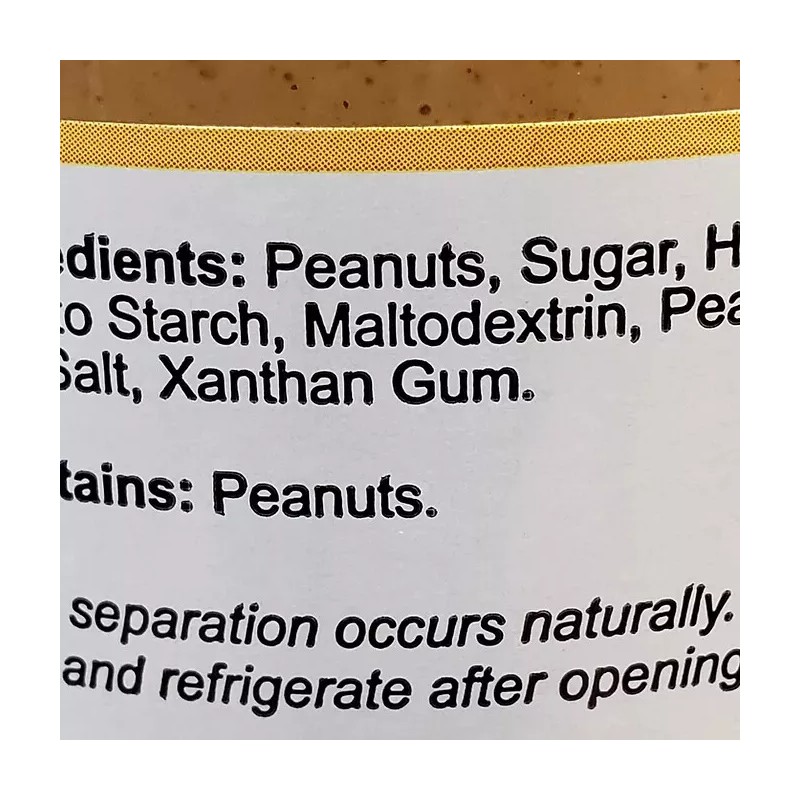 edients: Peanuts, Sugar, H
to Starch, Maltodextrin, Pea
Salt, Xanthan Gum.
tains: Peanuts.
separation occurs naturally.
and refrigerate after opening